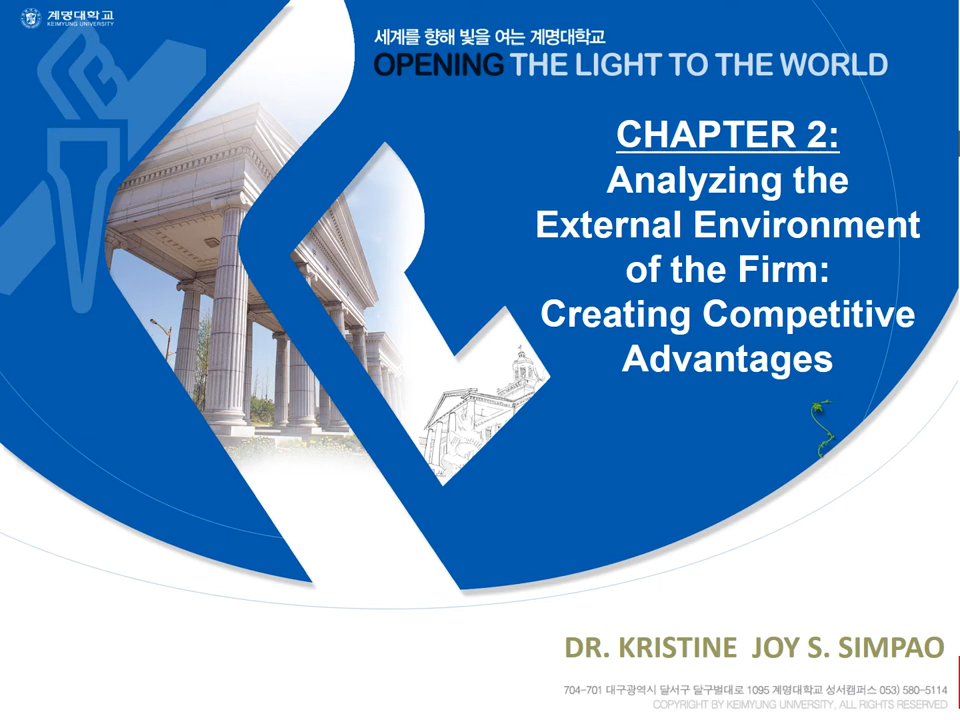 계명대학교
KEIMYUNG UNIVERSITY
세계를 향해 빛을 여는 계명대학교
OPENING THE LIGHT TO THE WORLD
CHAPTER 2:
Analyzing the
External Environment
of the Firm:
Creating Competitive
Advantages
DR. KRISTINE JOY S. SIMPAO
704-701 대구광역시 달서구 달구벌대로 1095 계명대학교 성서캠퍼스 053) 580-5114
COPYRIGHT BY KEIMYUNG UNIVERSITY, ALL RIGHTS RESERVED